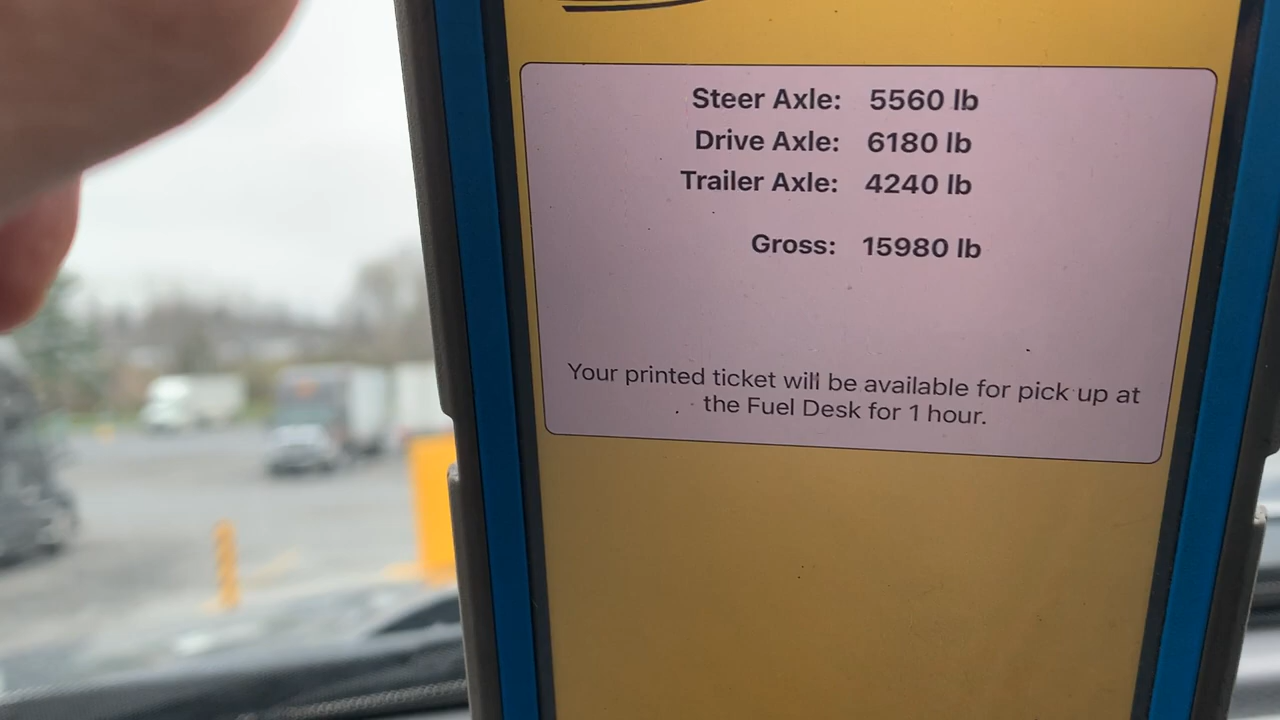 Steer Axle: 5560 lb
Drive Axle: 6180 lb
Trailer Axle: 4240 lb
Gross: 15980 lb
Your printed ticket will be available for pick up at
the Fuel Desk for 1 hour.